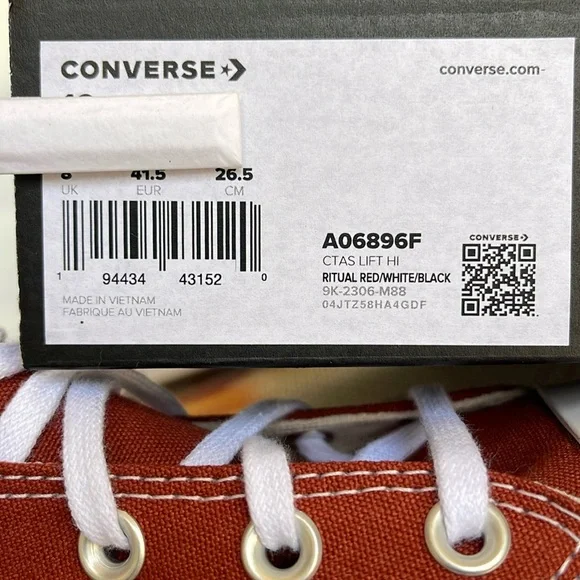 CONVERSE
converse.com
41.5 26.5
UK EUR CM
1 94434 43152 0
MADE IN VIETNAM
FABRIQUE AU VIETNAM
A06896F
CTAS LIFT HI
RITUAL RED/WHITE/BLACK
9K-2306-M88
04JTZ58HA4GDF
CONVERSE